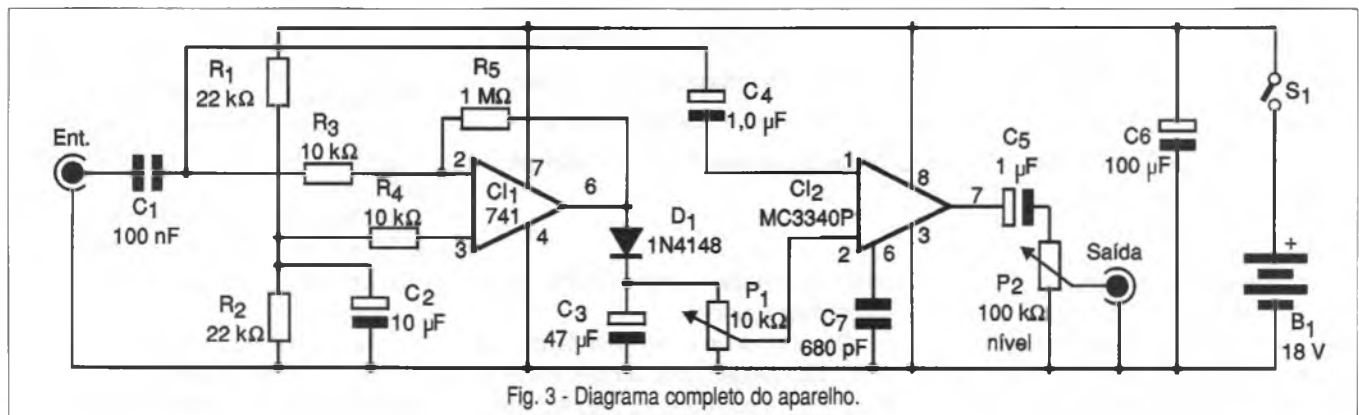 Ent.
C1
100 nF
R1
22 kΩ
R2
22 kΩ
R3
10 kΩ
R4
10 kΩ
C2
10 µF
R5
1 MΩ
2
3
7
4
6
CI1
741
D1
1N4148
C3
47 µF
P1
10 kΩ
C4
1,0 µF
1
2
8
3
6
7
CI2
MC3340P
C7
680 pF
C5
1 µF
P2
100 kΩ
nível
Saída
C6
100 µF
S1
+
B1
18 V
Fig. 3 - Diagrama completo do aparelho.